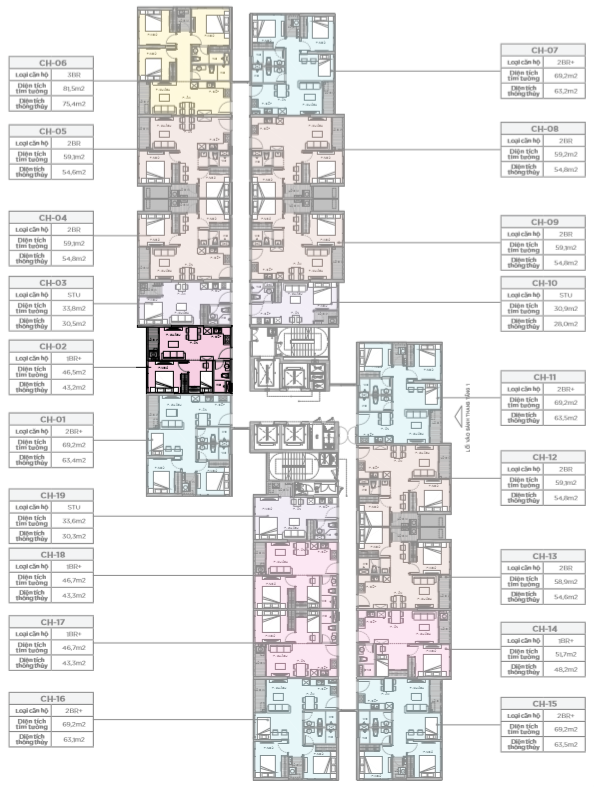 CH-06
Loại căn hộ 3BR
Diện tích tim tường 81,5m2
Diện tích thông thủy 75,4m2
CH-05
Loại căn hộ 2BR
Diện tích tim tường 59,1m2
Diện tích thông thủy 54,6m2
CH-04
Loại căn hộ 2BR
Diện tích tim tường 59,1m2
Diện tích thông thủy 54,8m2
CH-03
Loại căn hộ STU
Diện tích tim tường 33,8m2
Diện tích thông thủy 30,5m2
CH-02
Loại căn hộ 1BR+
Diện tích tim tường 46,5m2
Diện tích thông thủy 43,2m2
CH-01
Loại căn hộ 2BR+
Diện tích tim tường 69,2m2
Diện tích thông thủy 63,4m2
CH-19
Loại căn hộ STU
Diện tích tim tường 33,6m2
Diện tích thông thủy 30,3m2
CH-18
Loại căn hộ 1BR+
Diện tích tim tường 46,7m2
Diện tích thông thủy 43,3m2
CH-17
Loại căn hộ 1BR+
Diện tích tim tường 46,7m2
Diện tích thông thủy 43,3m2
CH-16
Loại căn hộ 2BR+
Diện tích tim tường 69,2m2
Diện tích thông thủy 63,1m2
CH-07
Loại căn hộ 2BR+
Diện tích tim tường 69,2m2
Diện tích thông thủy 63,2m2
CH-08
Loại căn hộ 2BR
Diện tích tim tường 59,2m2
Diện tích thông thủy 54,8m2
CH-09
Loại căn hộ 2BR
Diện tích tim tường 59,1m2
Diện tích thông thủy 54,8m2
CH-10
Loại căn hộ STU
Diện tích tim tường 30,9m2
Diện tích thông thủy 28,0m2
CH-11
Loại căn hộ 2BR+
Diện tích tim tường 69,2m2
Diện tích thông thủy 63,5m2
LỐI VÀO SẢNH THANG TẦNG 1
CH-12
Loại căn hộ 2BR
Diện tích tim tường 59,1m2
Diện tích thông thủy 54,8m2
CH-13
Loại căn hộ 2BR
Diện tích tim tường 58,9m2
Diện tích thông thủy 54,6m2
CH-14
Loại căn hộ 1BR+
Diện tích tim tường 51,7m2
Diện tích thông thủy 48,2m2
CH-15
Loại căn hộ 2BR+
Diện tích tim tường 69,2m2
Diện tích thông thủy 63,5m2